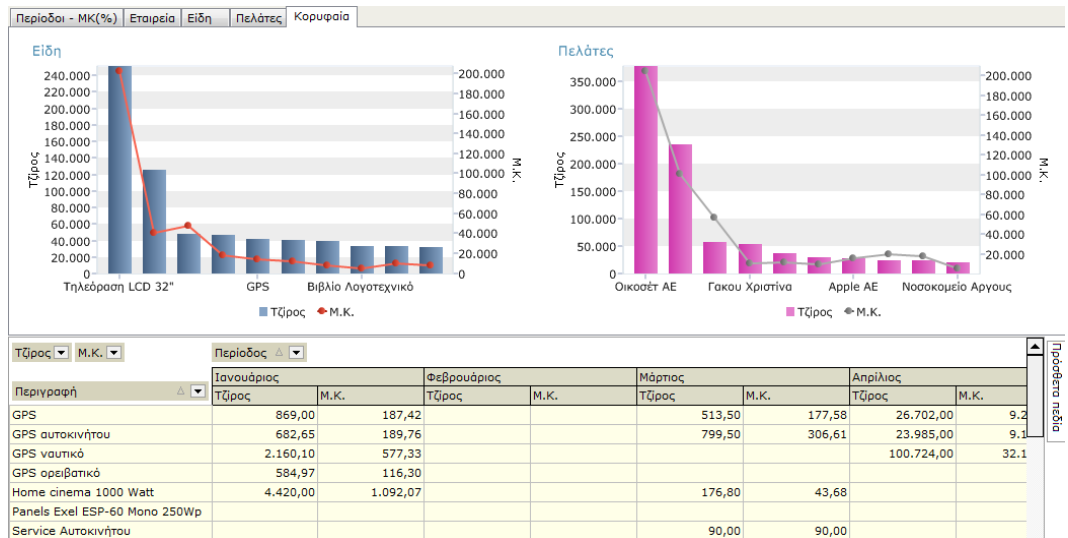 Περίοδοι - ΜΚ(%) Εταιρεία Είδη Πελάτες Κορυφαία
Είδη
240.000
220.000
200.000
180.000
160.000
140.000
120.000
100.000
80.000
60.000
40.000
20.000
0
Τζίρος
200.000
180.000
160.000
140.000
120.000
100.000
80.000
60.000
40.000
20.000
0
Μ.Κ.
Τηλεόραση LCD 32" GPS Βιβλίο Λογοτεχνικό
Τζίρος Μ.Κ.
Πελάτες
350.000
300.000
250.000
200.000
150.000
100.000
50.000
0
Τζίρος
200.000
180.000
160.000
140.000
120.000
100.000
80.000
60.000
40.000
20.000
Μ.Κ.
Οικοσέτ ΑΕ Γακου Χριστίνα Apple AE Νοσοκομείο Αργους
Τζίρος Μ.Κ.
Τζίρος Μ.Κ. Περίοδος
Πρόσθετα πεδία
Ιανουάριος Φεβρουάριος Μάρτιος Απρίλιος
Περιγραφή Τζίρος Μ.Κ. Τζίρος Μ.Κ. Τζίρος Μ.Κ. Τζίρος Μ.Κ.
GPS 869,00 187,42 513,50 177,58 26.702,00 9.2
GPS αυτοκινήτου 682,65 189,76 799,50 306,61 23.985,00 9.1
GPS ναυτικό 2.160,10 577,33 100.724,00 32.1
GPS ορειβατικό 584,97 116,30
Home cinema 1000 Watt 4.420,00 1.092,07 176,80 43,68
Panels Exel ESP-60 Mono 250Wp
Service Αυτοκινήτου 90,00 90,00